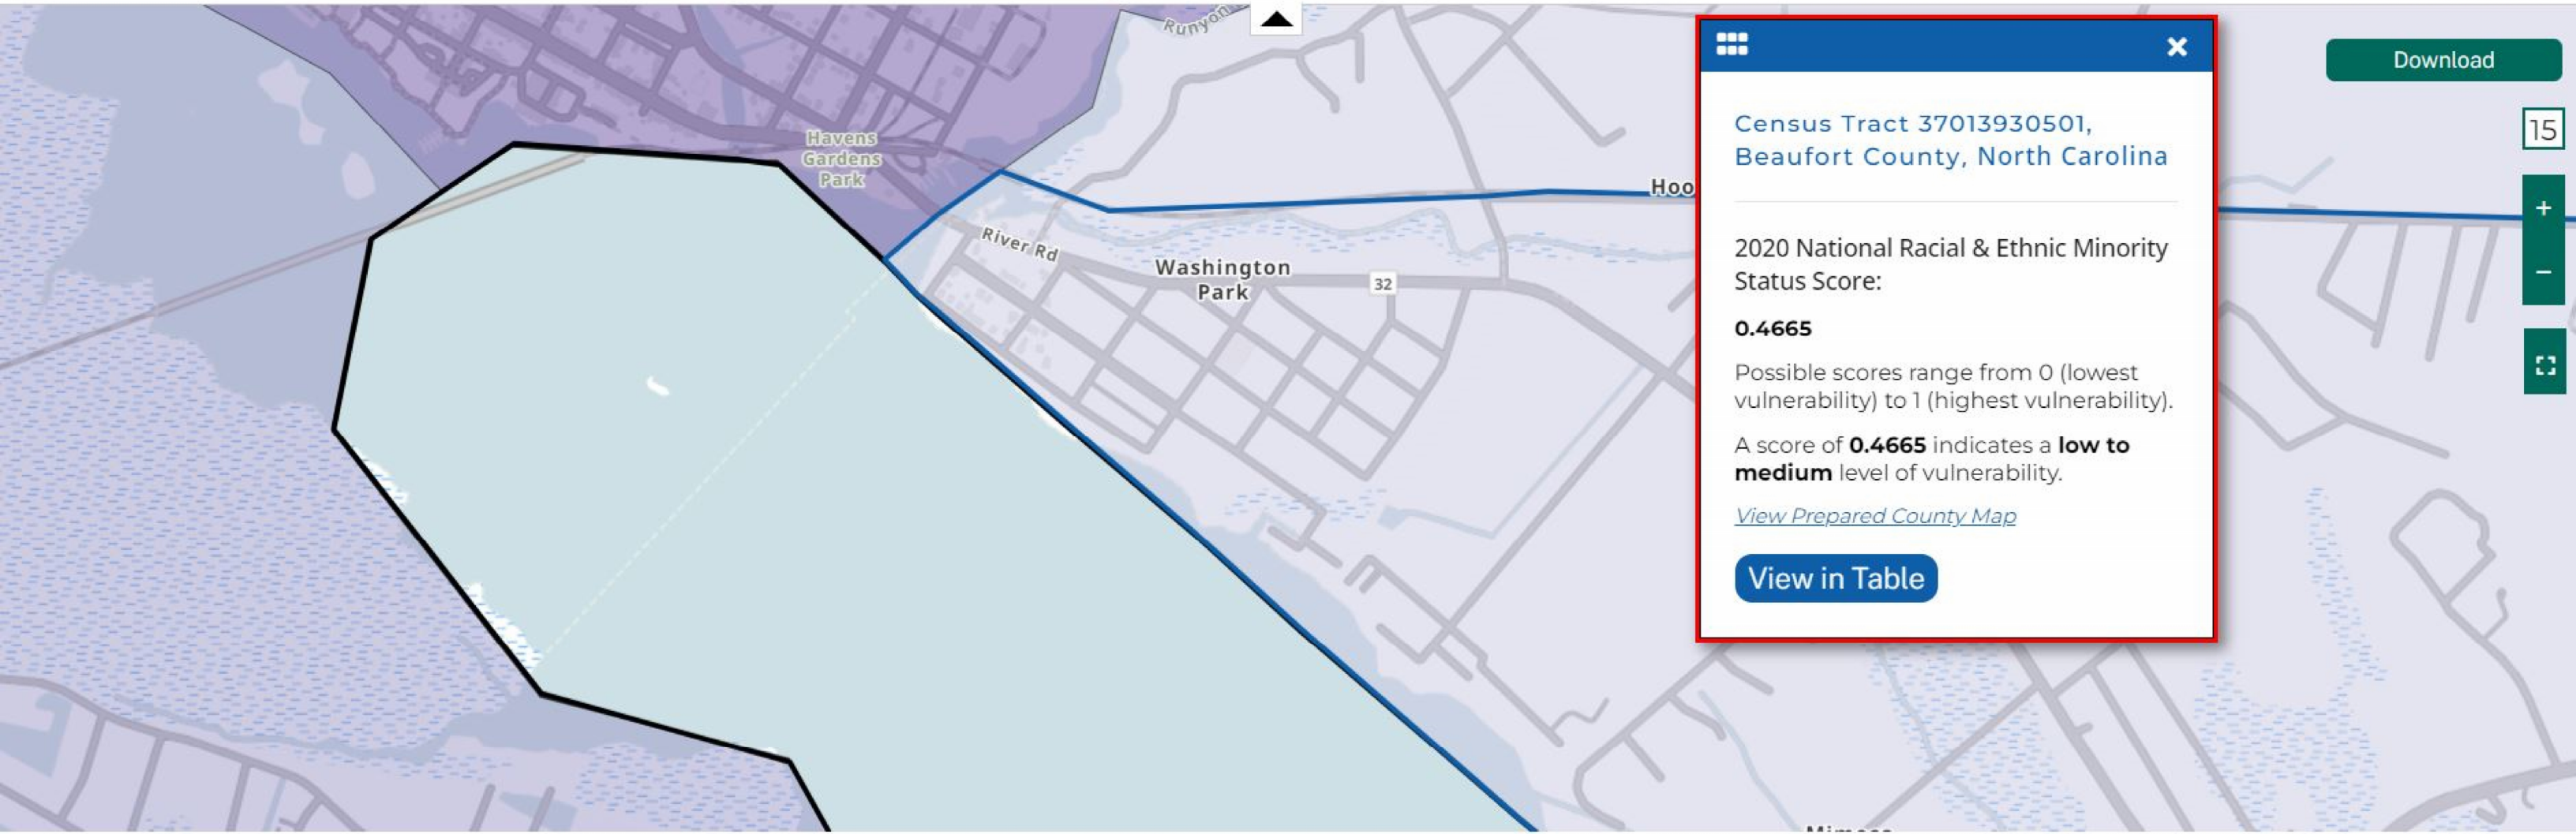 Runyon
Download
Census Tract 37013930501,
Beaufort County, North Carolina
15
Havens
Gardens
Park
Hoo
+
River Rd
2020 National Racial & Ethnic Minority
Status Score:
Washington
Park
32
−
0.4665
Possible scores range from 0 (lowest
vulnerability) to 1 (highest vulnerability).
A score of 0.4665 indicates a low to
medium level of vulnerability.
View Prepared County Map
View in Table